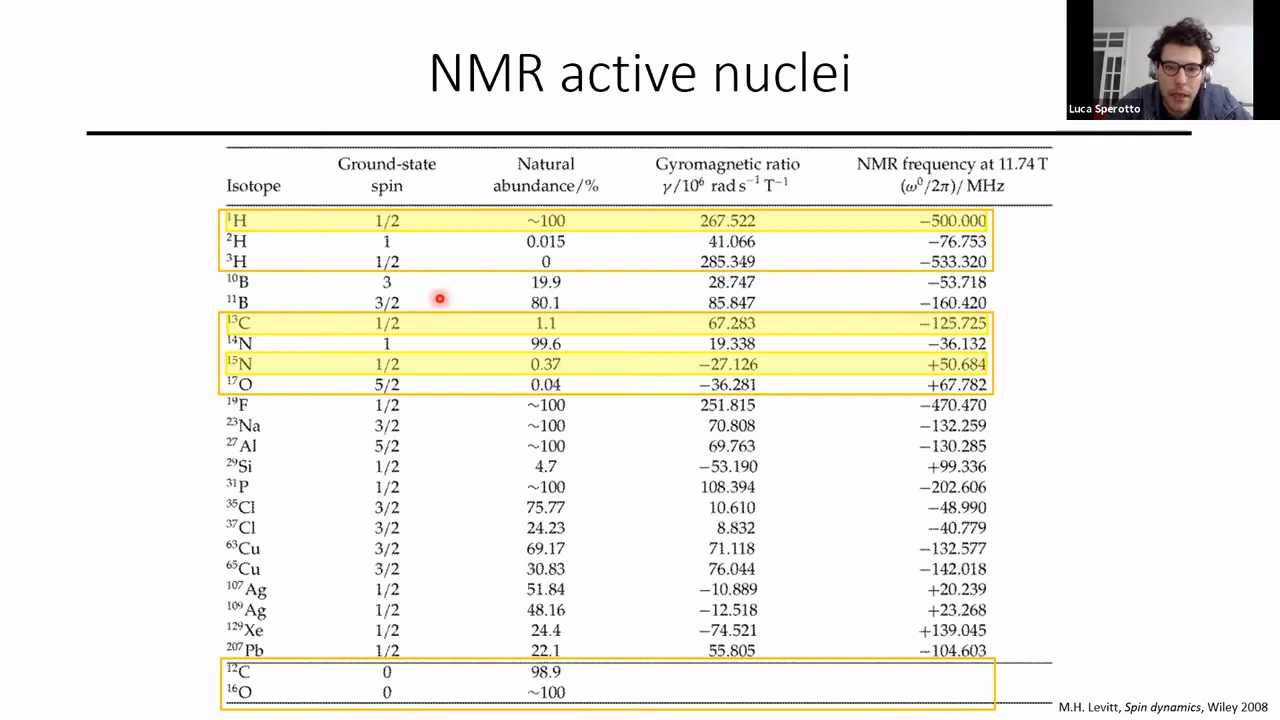 NMR active nuclei
Luca Sperotto
Isotope Ground-state spin Natural abundance/% Gyromagnetic ratio γ/10⁶ rad s⁻¹ T⁻¹ NMR frequency at 11.74 T (ω⁰/2π)/MHz
¹H 1/2 ~100 267.522 −500.000
²H 1 0.015 41.066 −76.753
³H 1/2 0 285.349 −533.320
¹⁰B 3 19.9 28.747 −53.718
¹¹B 3/2 80.1 85.847 −160.420
¹³C 1/2 1.1 67.283 −125.725
¹⁴N 1 99.6 19.338 −36.132
¹⁵N 1/2 0.37 −27.126 +50.684
¹⁷O 5/2 0.04 −36.281 +67.782
¹⁹F 1/2 ~100 251.815 −470.470
²³Na 3/2 ~100 70.808 −132.259
²⁷Al 5/2 ~100 69.763 −130.285
²⁹Si 1/2 4.7 −53.190 +99.336
³¹P 1/2 ~100 108.394 −202.606
³⁵Cl 3/2 75.77 10.610 −48.990
³⁷Cl 3/2 24.23 8.832 −40.779
⁶³Cu 3/2 69.17 71.118 −132.577
⁶⁵Cu 3/2 30.83 76.044 −142.018
¹⁰⁷Ag 1/2 51.84 −10.889 +20.239
¹⁰⁹Ag 1/2 48.16 −12.518 +23.268
¹²⁹Xe 1/2 24.4 −74.521 +139.045
²⁰⁷Pb 1/2 22.1 55.805 −104.603
¹²C 0 98.9
¹⁶O 0 ~100
M.H. Levitt, Spin dynamics, Wiley 2008